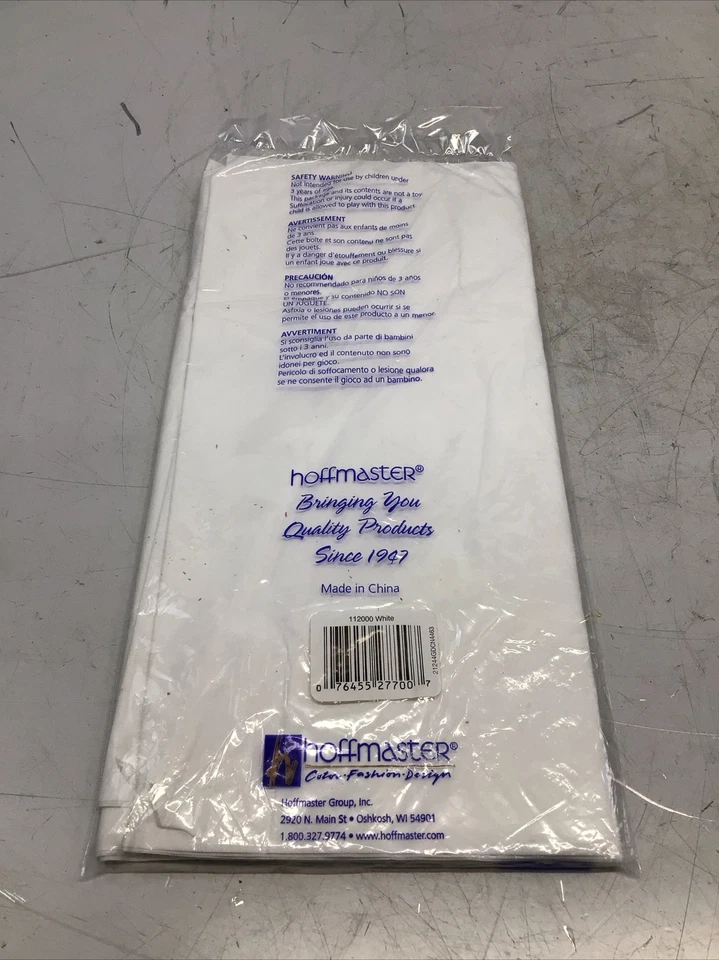 SAFETY WARNING
Not intended for use by children under
3 years of age.
This package and its contents are not a toy
Suffocation or injury could occur if a
child is allowed to play with this product.
AVERTISSEMENT
Ne convient pas aux enfants de moins
de 3 ans.
Cette boîte et son contenu ne sont pas
des jouets.
Il y a danger d'étouffement ou blessure si
un enfant joue avec ce produit.
PRECAUCIÓN
No recomendado para niños de 3 años
o menores.
El empaque y su contenido NO SON
UN JUGUETE.
Asfixia o lesiones pueden ocurrir si se
permite el uso de este producto a un menor.
AVVERTIMENT
Si sconsiglia l'uso da parte di bambini
sotto i 3 anni.
L'involucro ed il contenuto non sono
idonei per gioco.
Pericolo di soffocamento o lesione qualora
se ne consente il gioco ad un bambino.
hoffmaster®
Bringing You
Quality Products
Since 1947
Made in China
112000 White
0 76455 27700 7
21244GDCH4463
hoffmaster®
Color·Fashion·Design
Hoffmaster Group, Inc.
2920 N. Main St • Oshkosh, WI 54901
1.800.327.9774 • www.hoffmaster.com